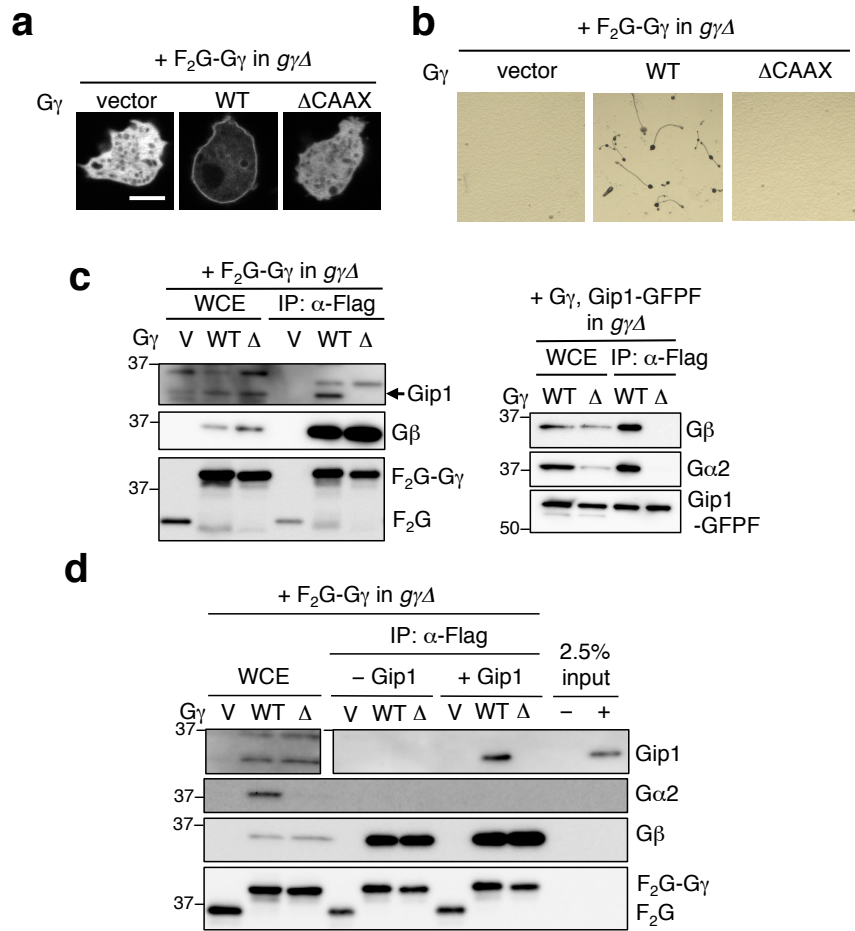 a
+ F₂G-Gγ in gγΔ
Gγ vector WT ΔCAAX
b
+ F₂G-Gγ in gγΔ
Gγ vector WT ΔCAAX
c
+ F₂G-Gγ in gγΔ
WCE IP: α-Flag
Gγ V WT Δ V WT Δ
37
Gip1
37
Gβ
F₂G-Gγ
37
F₂G
+ Gγ, Gip1-GFPF
in gγΔ
WCE IP: α-Flag
Gγ WT Δ WT Δ
37
Gβ
37
Gα2
Gip1
-GFPF
50
d
+ F₂G-Gγ in gγΔ
IP: α-Flag
2.5%
input
WCE – Gip1 + Gip1
Gγ V WT Δ V WT Δ V WT Δ – +
37
Gip1
37
Gα2
37
Gβ
F₂G-Gγ
37
F₂G